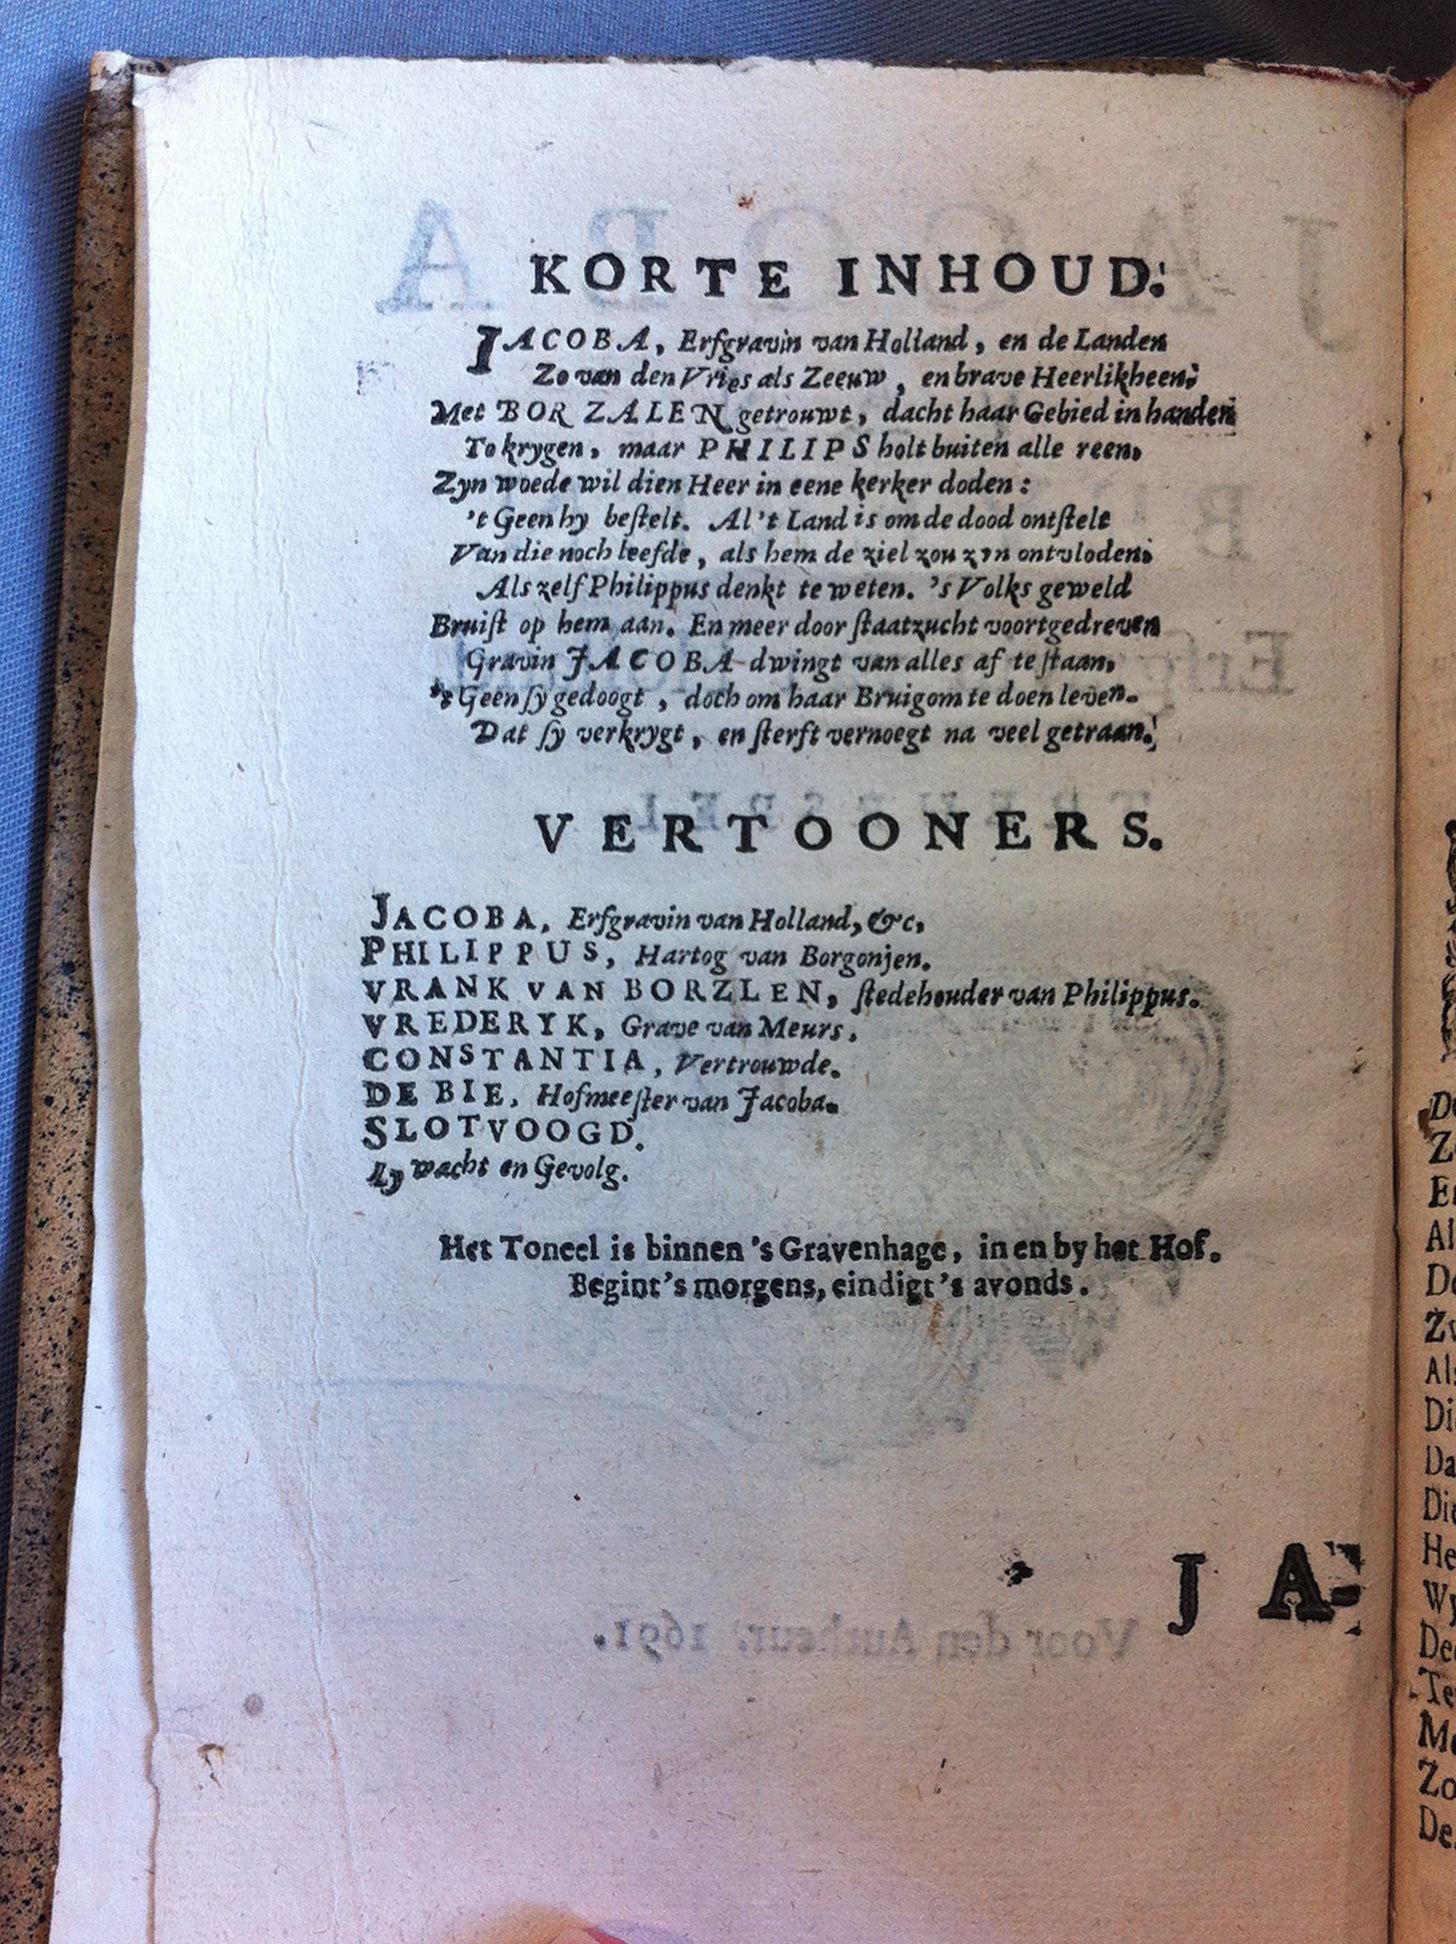 KORTE INHOUD.
JACOBA, Erfgravin van Holland, en de Landen
Zo van den Vries als Zeeuw, en brave Heerlikheen;
Met BORZALEN getrouwt, dacht haar Gebied in handen
To krygen, maar PHILIPS holt buiten alle reen,
Zyn woede wil dien Heer in eene kerker doden:
't Geen hy beſtelt. Al 't Land is om de dood ontſtelt
Van die noch leefde, als hem de ziel zou zyn ontvloden;
Als zelf Philippus denkt te weten. 's Volks geweld
Bruiſt op hem aan. En meer door ſtaatzucht voortgedreven
Gravin JACOBA dwingt van alles af te ſtaan,
't Geen ſy gedoogt, doch om haar Bruigom te doen leven.
Dat ſy verkrygt, en ſterft vernoegt na veel getraan.
VERTOONERS.
JACOBA, Erfgravin van Holland, &c,
PHILIPPUS, Hartog van Borgonjen.
VRANK VAN BORZLEN, ſtedehouder van Philippus.
VREDERYK, Grave van Meurs.
CONSTANTIA, Vertrouwde.
DE BIE, Hofmeeſter van Jacoba.
SLOTVOOGD.
Ly wacht en Gevolg.
Het Toneel is binnen 's Gravenhage, in en by het Hof.
Begint 's morgens, eindigt 's avonds.
JA-